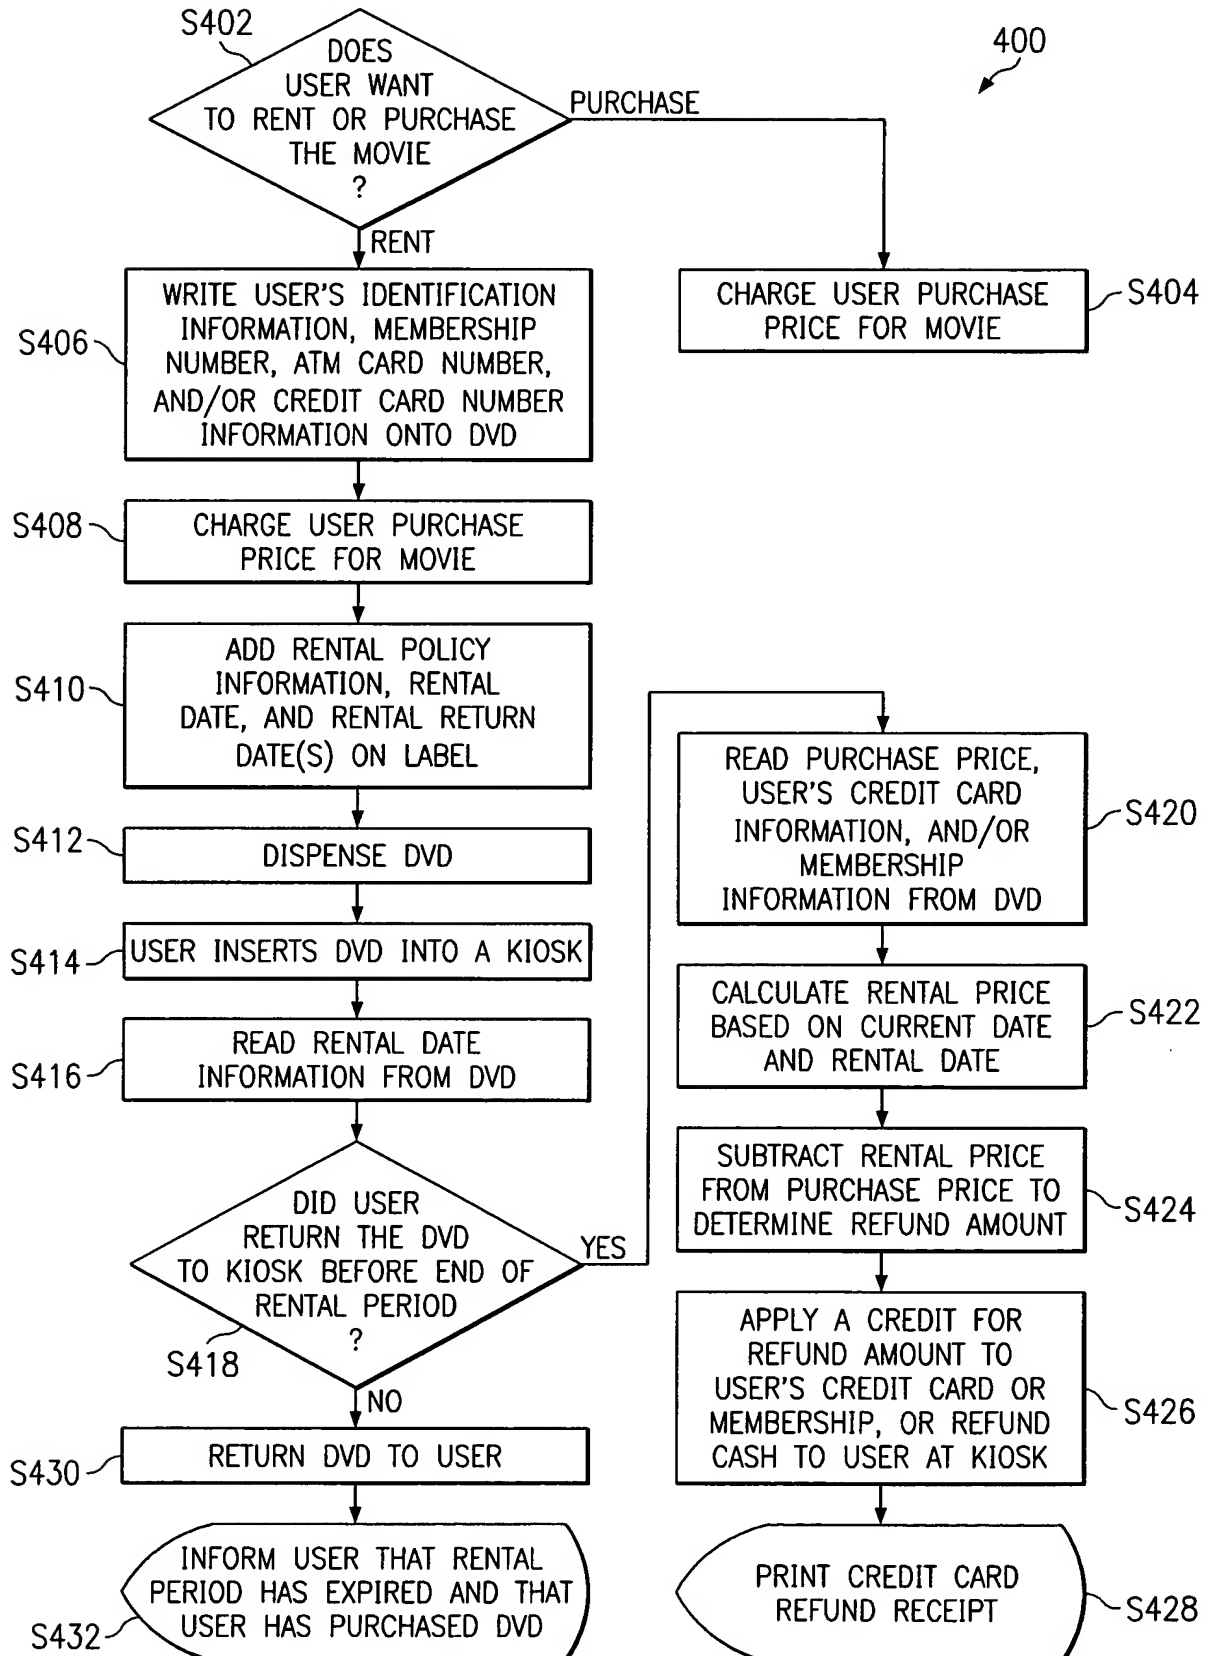 S402
DOES
USER WANT
TO RENT OR PURCHASE
THE MOVIE
?
400
PURCHASE
RENT
S406
WRITE USER'S IDENTIFICATION
INFORMATION, MEMBERSHIP
NUMBER, ATM CARD NUMBER,
AND/OR CREDIT CARD NUMBER
INFORMATION ONTO DVD
CHARGE USER PURCHASE
PRICE FOR MOVIE
S404
S408
CHARGE USER PURCHASE
PRICE FOR MOVIE
S410
ADD RENTAL POLICY
INFORMATION, RENTAL
DATE, AND RENTAL RETURN
DATE(S) ON LABEL
S412
DISPENSE DVD
S414
USER INSERTS DVD INTO A KIOSK
S416
READ RENTAL DATE
INFORMATION FROM DVD
DID USER
RETURN THE DVD
TO KIOSK BEFORE END OF
RENTAL PERIOD
?
S418
YES
NO
S430
RETURN DVD TO USER
INFORM USER THAT RENTAL
PERIOD HAS EXPIRED AND THAT
USER HAS PURCHASED DVD
S432
READ PURCHASE PRICE,
USER'S CREDIT CARD
INFORMATION, AND/OR
MEMBERSHIP
INFORMATION FROM DVD
S420
CALCULATE RENTAL PRICE
BASED ON CURRENT DATE
AND RENTAL DATE
S422
SUBTRACT RENTAL PRICE
FROM PURCHASE PRICE TO
DETERMINE REFUND AMOUNT
S424
APPLY A CREDIT FOR
REFUND AMOUNT TO
USER'S CREDIT CARD OR
MEMBERSHIP, OR REFUND
CASH TO USER AT KIOSK
S426
PRINT CREDIT CARD
REFUND RECEIPT
S428